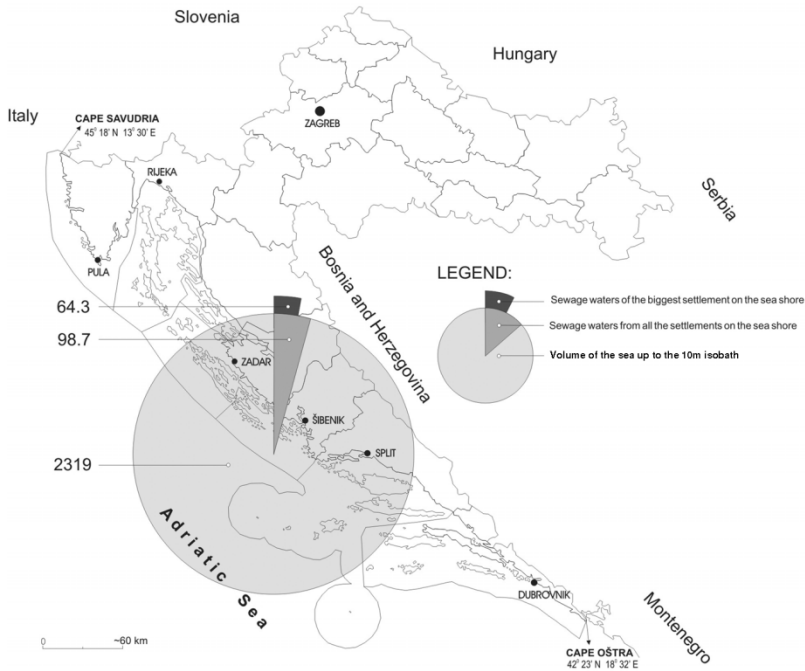 Slovenia
Hungary
Italy
CAPE SAVUDRIA
45° 18' N 13° 30' E
ZAGREB
RIJEKA
Serbia
PULA
Bosnia and Herzegovina
LEGEND:
Sewage waters of the biggest settlement on the sea shore
Sewage waters from all the settlements on the sea shore
Volume of the sea up to the 10m isobath
64.3
98.7
ZADAR
ŠIBENIK
SPLIT
2319
Adriatic Sea
DUBROVNIK
Montenegro
0 ~60 km
CAPE OŠTRA
42° 23' N 18° 32' E